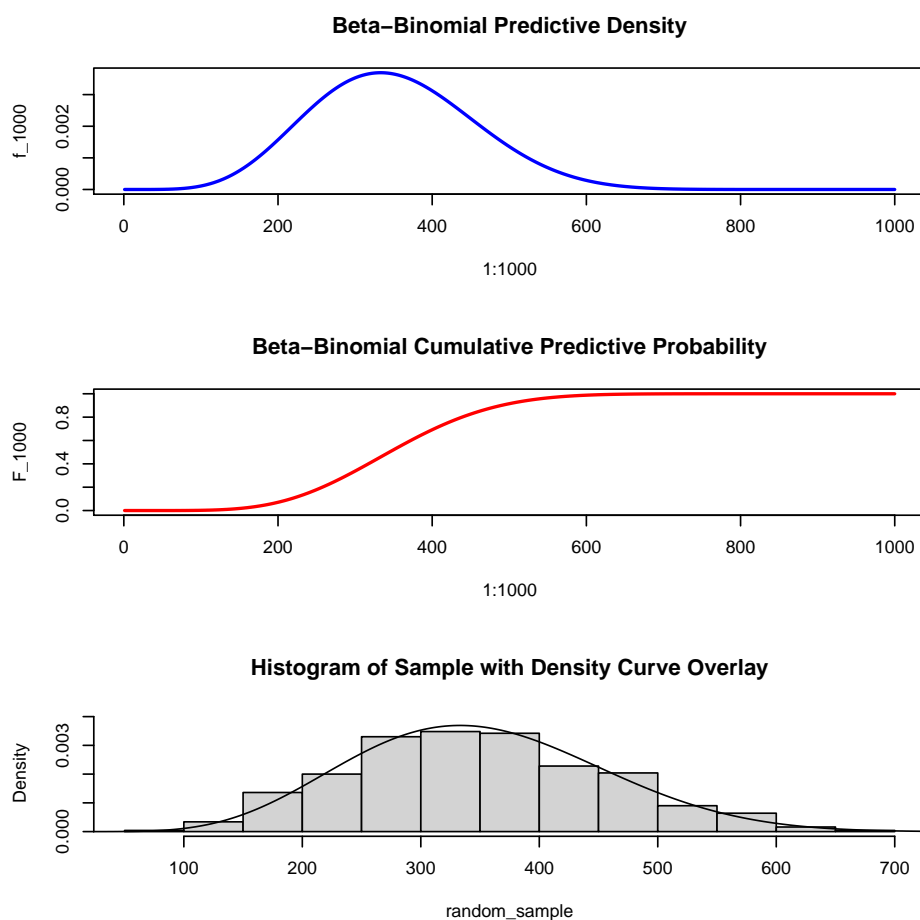 Beta−Binomial Predictive Density
f_1000
0.002
0.000
0 200 400 600 800 1000
1:1000
Beta−Binomial Cumulative Predictive Probability
F_1000
0.8
0.4
0.0
0 200 400 600 800 1000
1:1000
Histogram of Sample with Density Curve Overlay
Density
0.003
0.000
100 200 300 400 500 600 700
random_sample